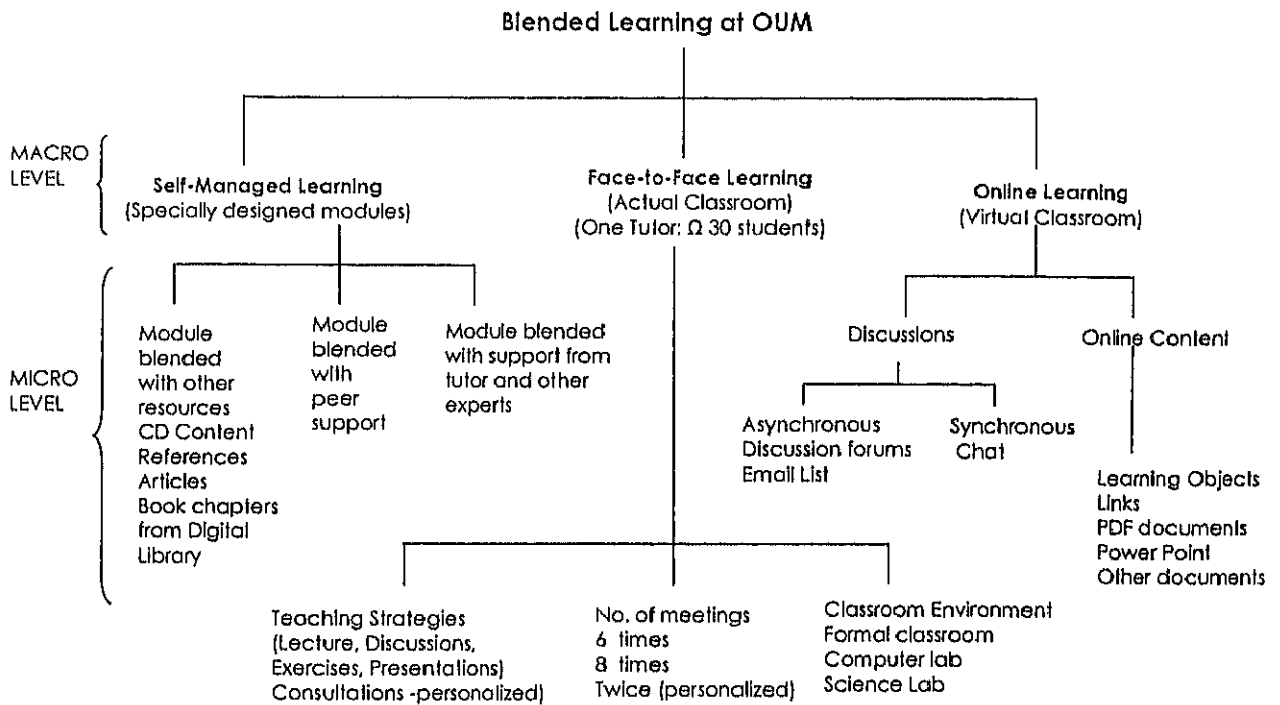 Blended Learning at OUM
MACRO
LEVEL
Self-Managed Learning
(Specially designed modules)
Face-to-Face Learning
(Actual Classroom)
(One Tutor: Ω 30 students)
Online Learning
(Virtual Classroom)
MICRO
LEVEL
Module
blended
with other
resources
CD Content
References
Articles
Book chapters
from Digital
Library
Module
blended
with
peer
support
Module blended
with support from
tutor and other
experts
Discussions
Asynchronous
Discussion forums
Email List
Synchronous
Chat
Online Content
Learning Objects
Links
PDF documents
Power Point
Other documents
Teaching Strategies
(Lecture, Discussions,
Exercises, Presentations)
Consultations -personalized)
No. of meetings
6 times
8 times
Twice (personalized)
Classroom Environment
Formal classroom
Computer lab
Science Lab